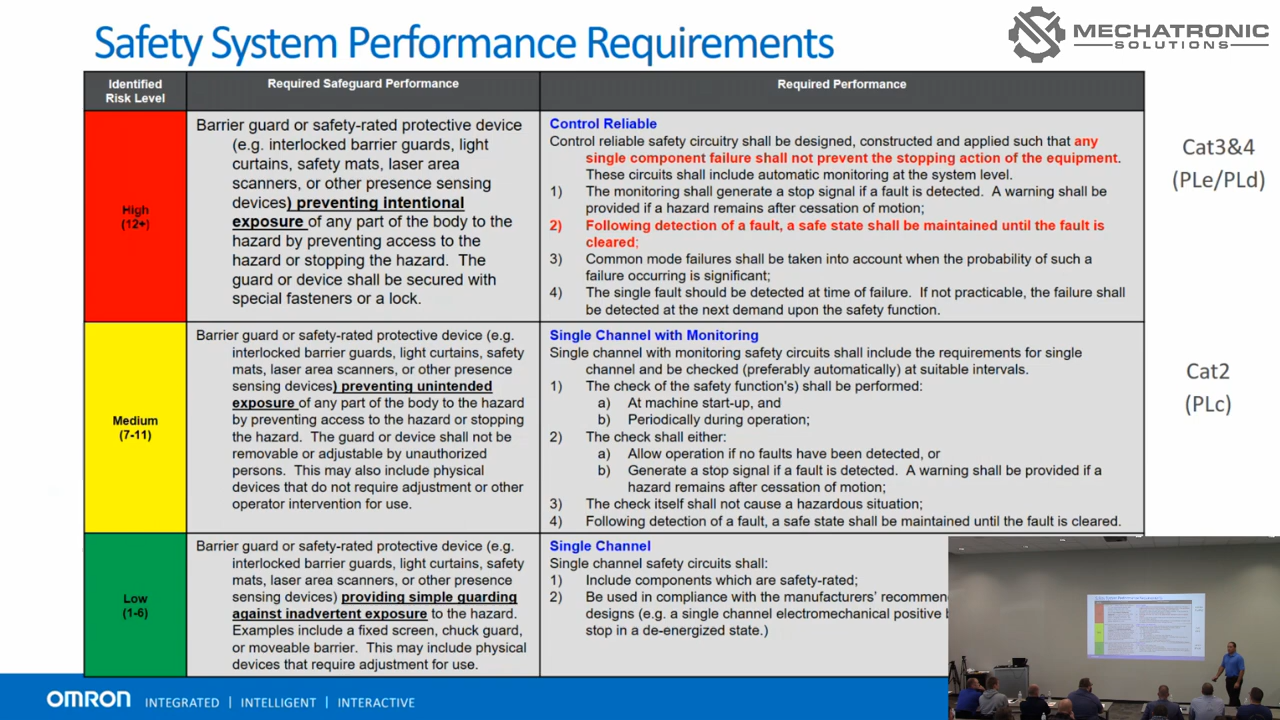 Safety System Performance Requirements
MECHATRONIC
SOLUTIONS
Identified
Risk Level
Required Safeguard Performance
Required Performance
High
(12+)
Barrier guard or safety-rated protective device
(e.g. interlocked barrier guards, light
curtains, safety mats, laser area
scanners, or other presence sensing
devices) preventing intentional
exposure of any part of the body to the
hazard by preventing access to the
hazard or stopping the hazard. The
guard or device shall be secured with
special fasteners or a lock.
Control Reliable
Control reliable safety circuitry shall be designed, constructed and applied such that any
single component failure shall not prevent the stopping action of the equipment.
These circuits shall include automatic monitoring at the system level.
1) The monitoring shall generate a stop signal if a fault is detected. A warning shall be
provided if a hazard remains after cessation of motion;
2) Following detection of a fault, a safe state shall be maintained until the fault is
cleared;
3) Common mode failures shall be taken into account when the probability of such a
failure occurring is significant;
4) The single fault should be detected at time of failure. If not practicable, the failure shall
be detected at the next demand upon the safety function.
Cat3&4
(PLe/PLd)
Medium
(7-11)
Barrier guard or safety-rated protective device (e.g.
interlocked barrier guards, light curtains, safety
mats, laser area scanners, or other presence
sensing devices) preventing unintended
exposure of any part of the body to the hazard
by preventing access to the hazard or stopping
the hazard. The guard or device shall not be
removable or adjustable by unauthorized
persons. This may also include physical
devices that do not require adjustment or other
operator intervention for use.
Single Channel with Monitoring
Single channel with monitoring safety circuits shall include the requirements for single
channel and be checked (preferably automatically) at suitable intervals.
1) The check of the safety function's) shall be performed:
a) At machine start-up, and
b) Periodically during operation;
2) The check shall either:
a) Allow operation if no faults have been detected, or
b) Generate a stop signal if a fault is detected. A warning shall be provided if a
hazard remains after cessation of motion;
3) The check itself shall not cause a hazardous situation;
4) Following detection of a fault, a safe state shall be maintained until the fault is cleared.
Cat2
(PLc)
Low
(1-6)
Barrier guard or safety-rated protective device (e.g.
interlocked barrier guards, light curtains, safety
mats, laser area scanners, or other presence
sensing devices) providing simple guarding
against inadvertent exposure to the hazard.
Examples include a fixed screen, chuck guard,
or moveable barrier. This may include physical
devices that require adjustment for use.
Single Channel
Single channel safety circuits shall:
1) Include components which are safety-rated;
2) Be used in compliance with the manufacturers' recommen
designs (e.g. a single channel electromechanical positive b
stop in a de-energized state.)
OMRON INTEGRATED | INTELLIGENT | INTERACTIVE